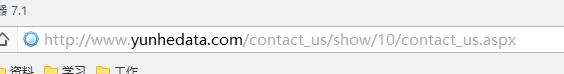 器 7.1
http://www.yunhedata.com/contact_us/show/10/contact_us.aspx
资料 学习 工作